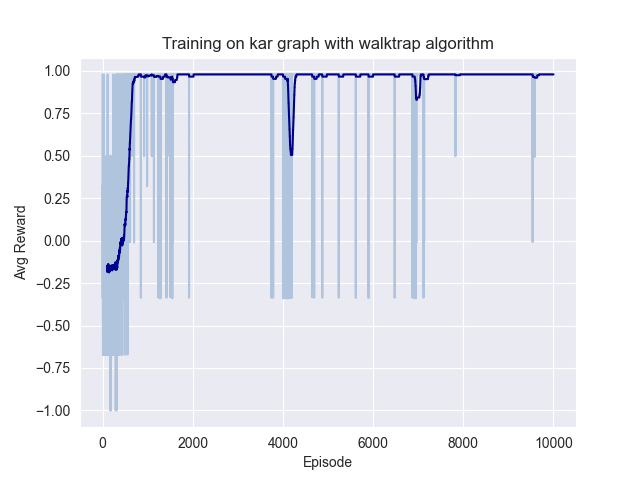 Training on kar graph with walktrap algorithm
1.00
0.75
0.50
0.25
0.00
−0.25
−0.50
−0.75
−1.00
Avg Reward
0 2000 4000 6000 8000 10000
Episode